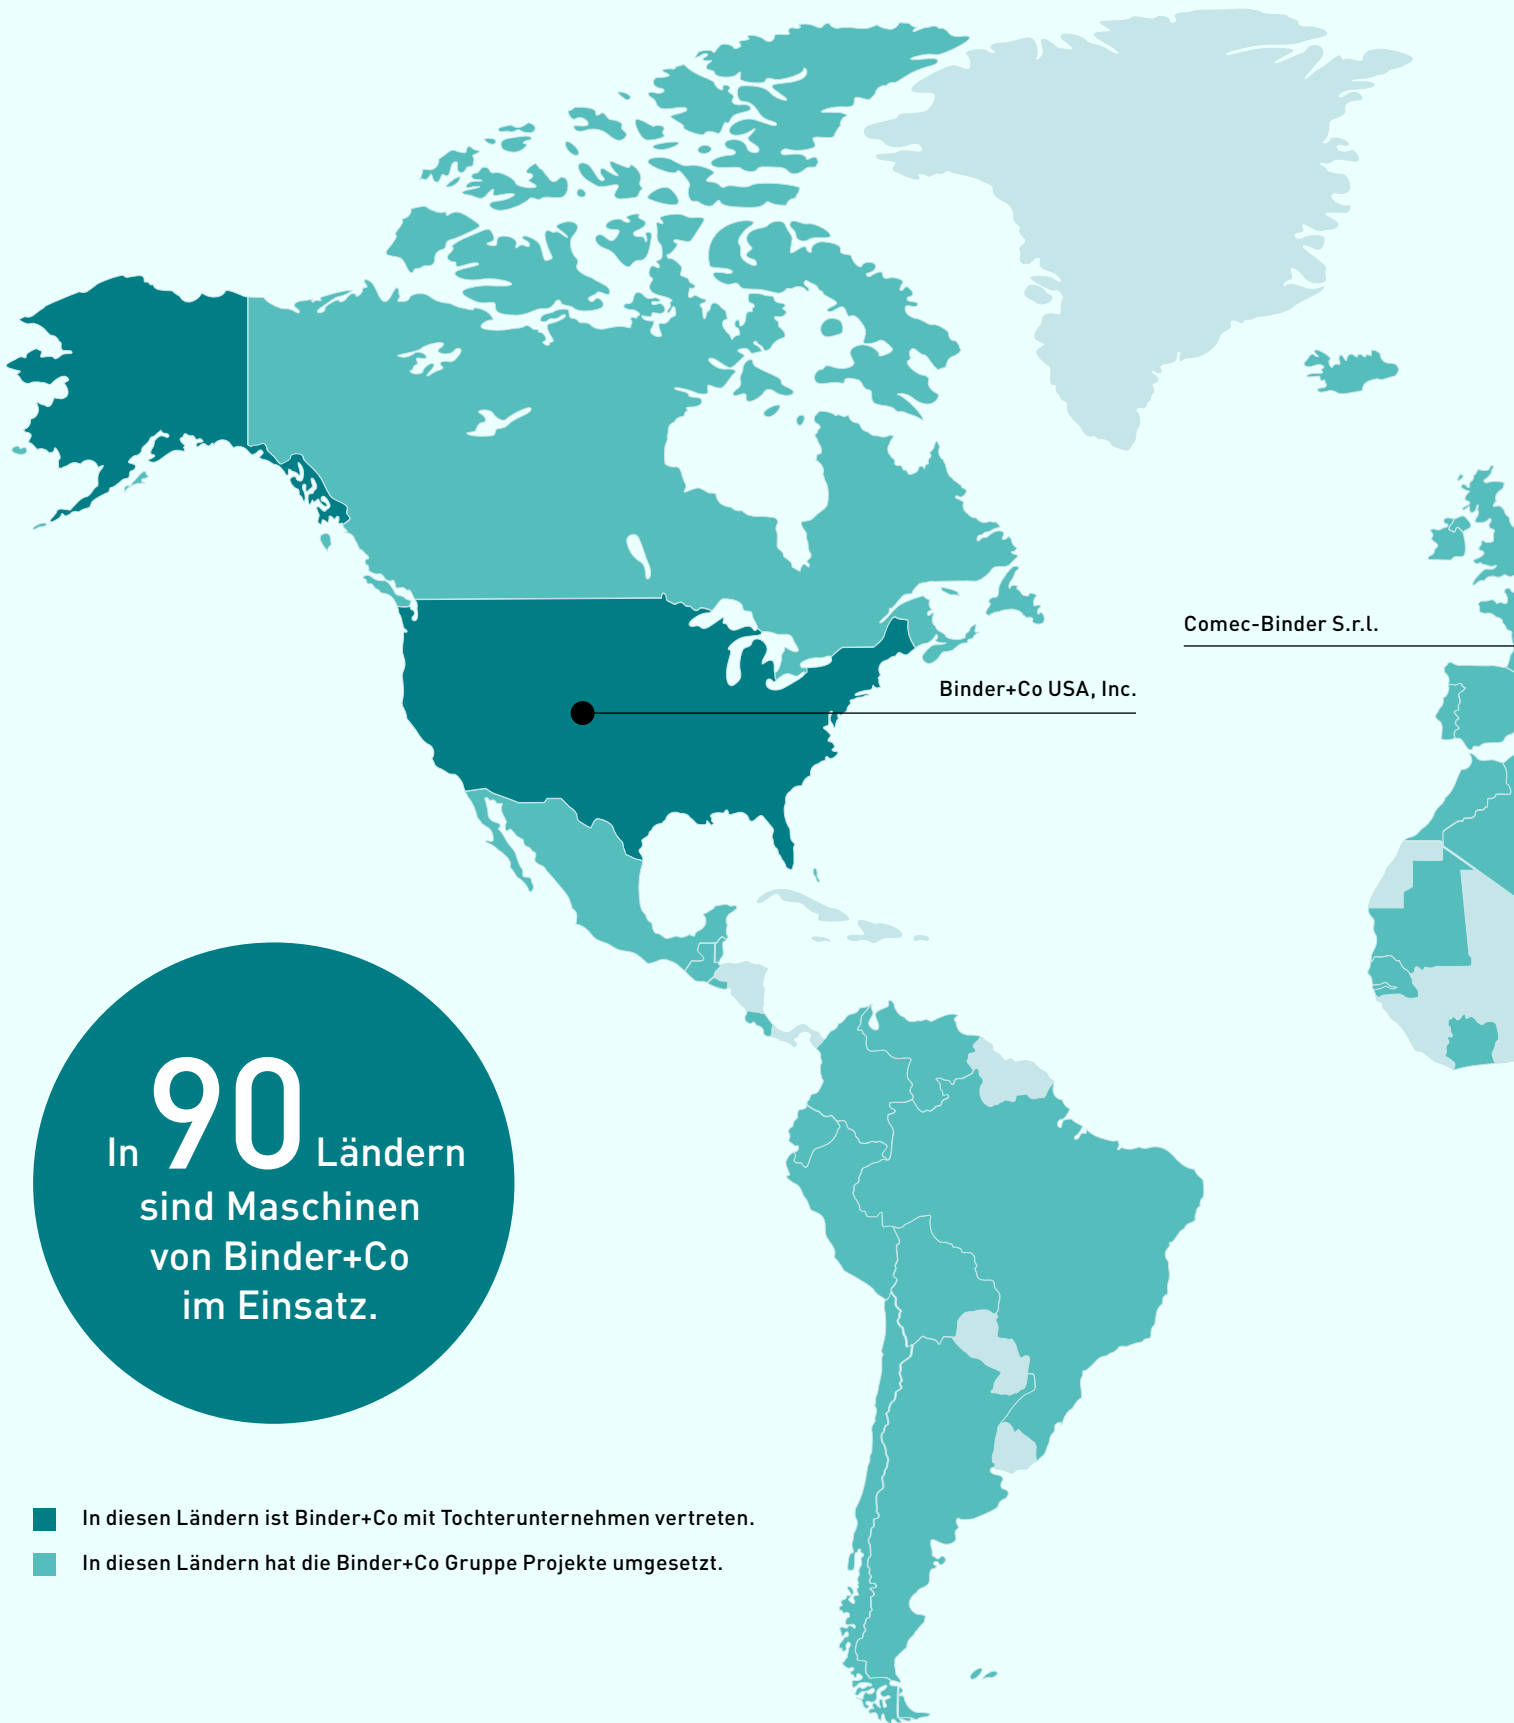 Comec-Binder S.r.l.
Binder+Co USA, Inc.
In 90 Ländern
sind Maschinen
von Binder+Co
im Einsatz.
In diesen Ländern ist Binder+Co mit Tochterunternehmen vertreten.
In diesen Ländern hat die Binder+Co Gruppe Projekte umgesetzt.